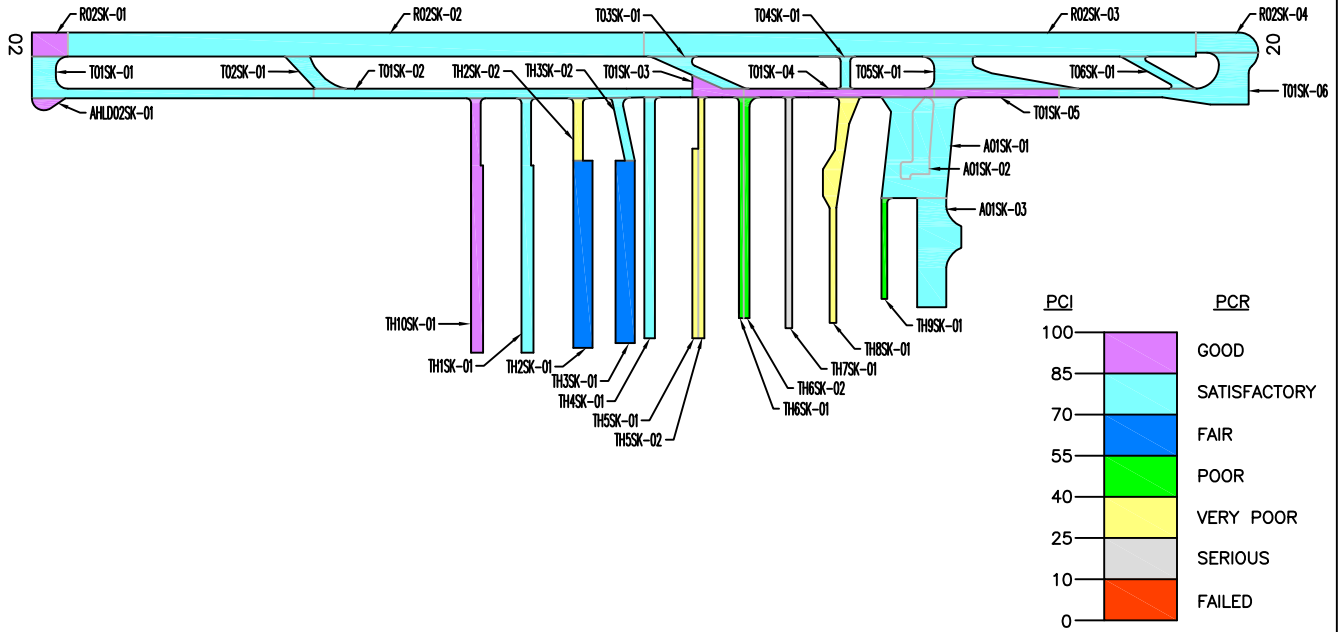 R02SK-01
R02SK-02
T03SK-01
T04SK-01
R02SK-03
R02SK-04
02
20
T01SK-01
T02SK-01
T01SK-02
TH2SK-02
TH3SK-02
T01SK-03
T01SK-04
T05SK-01
T06SK-01
T01SK-06
AHLD02SK-01
T01SK-05
A01SK-01
A01SK-02
A01SK-03
TH10SK-01
TH1SK-01
TH2SK-01
TH3SK-01
TH4SK-01
TH5SK-01
TH5SK-02
TH6SK-01
TH6SK-02
TH7SK-01
TH8SK-01
TH9SK-01
PCI PCR
100
GOOD
85
SATISFACTORY
70
FAIR
55
POOR
40
VERY POOR
25
SERIOUS
10
FAILED
0